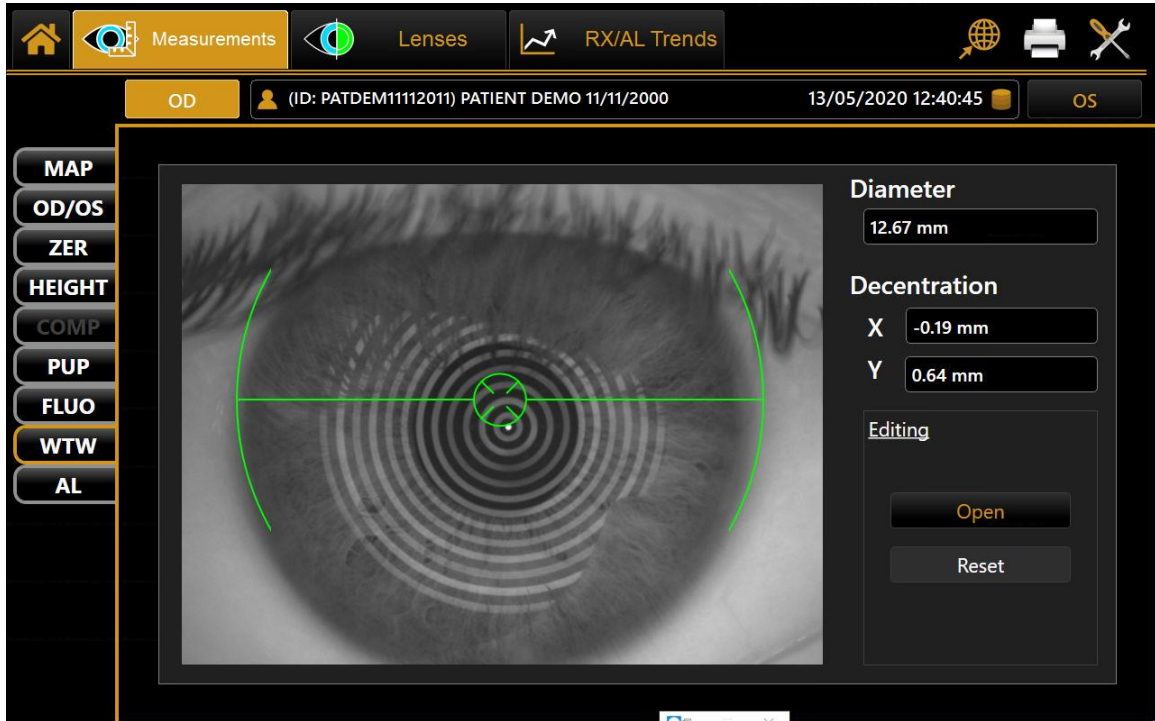 Measurements
Lenses
RX/AL Trends
OD
(ID: PATDEM11112011) PATIENT DEMO 11/11/2000
13/05/2020 12:40:45
OS
MAP
OD/OS
ZER
HEIGHT
COMP
PUP
FLUO
WTW
AL
Diameter
12.67 mm
Decentration
X
-0.19 mm
Y
0.64 mm
Editing
Open
Reset